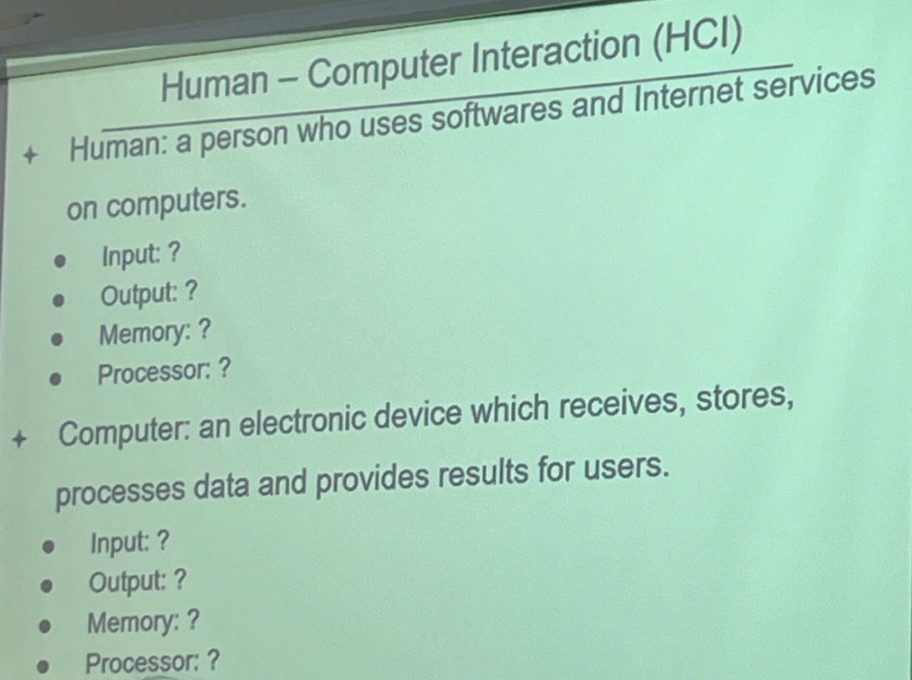 Human – Computer Interaction (HCI)
Human: a person who uses softwares and Internet services
on computers.
Input: ?
Output: ?
Memory: ?
Processor: ?
Computer: an electronic device which receives, stores,
processes data and provides results for users.
Input: ?
Output: ?
Memory: ?
Processor: ?